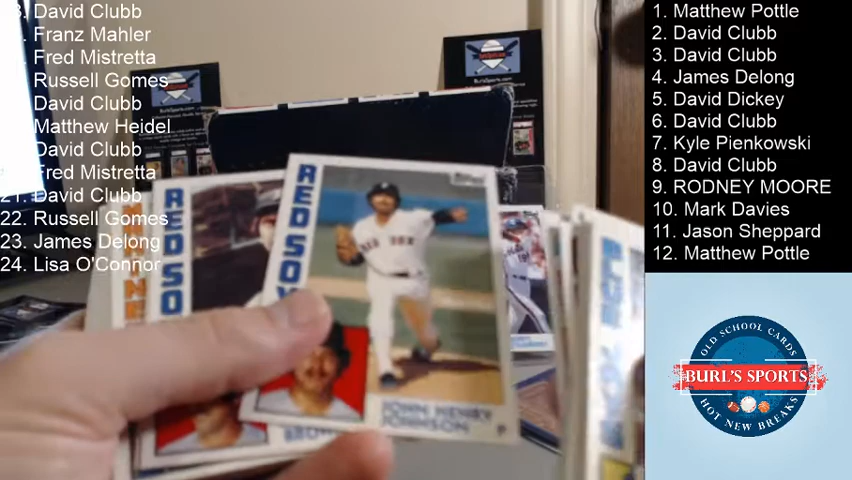 David Clubb
Franz Mahler
Fred Mistretta
Russell Gomes
David Clubb
Matthew Heidel
David Clubb
Fred Mistretta
21. David Clubb
22. Russell Gomes
23. James Delong
24. Lisa O'Connor
1. Matthew Pottle
2. David Clubb
3. David Clubb
4. James Delong
5. David Dickey
6. David Clubb
7. Kyle Pienkowski
8. David Clubb
9. RODNEY MOORE
10. Mark Davies
11. Jason Sheppard
12. Matthew Pottle
RED SO
RED SOX
JOHN HENRY
JOHNSON
P
OLD SCHOOL CARDS
BURL'S SPORTS
HOT NEW BREAKS